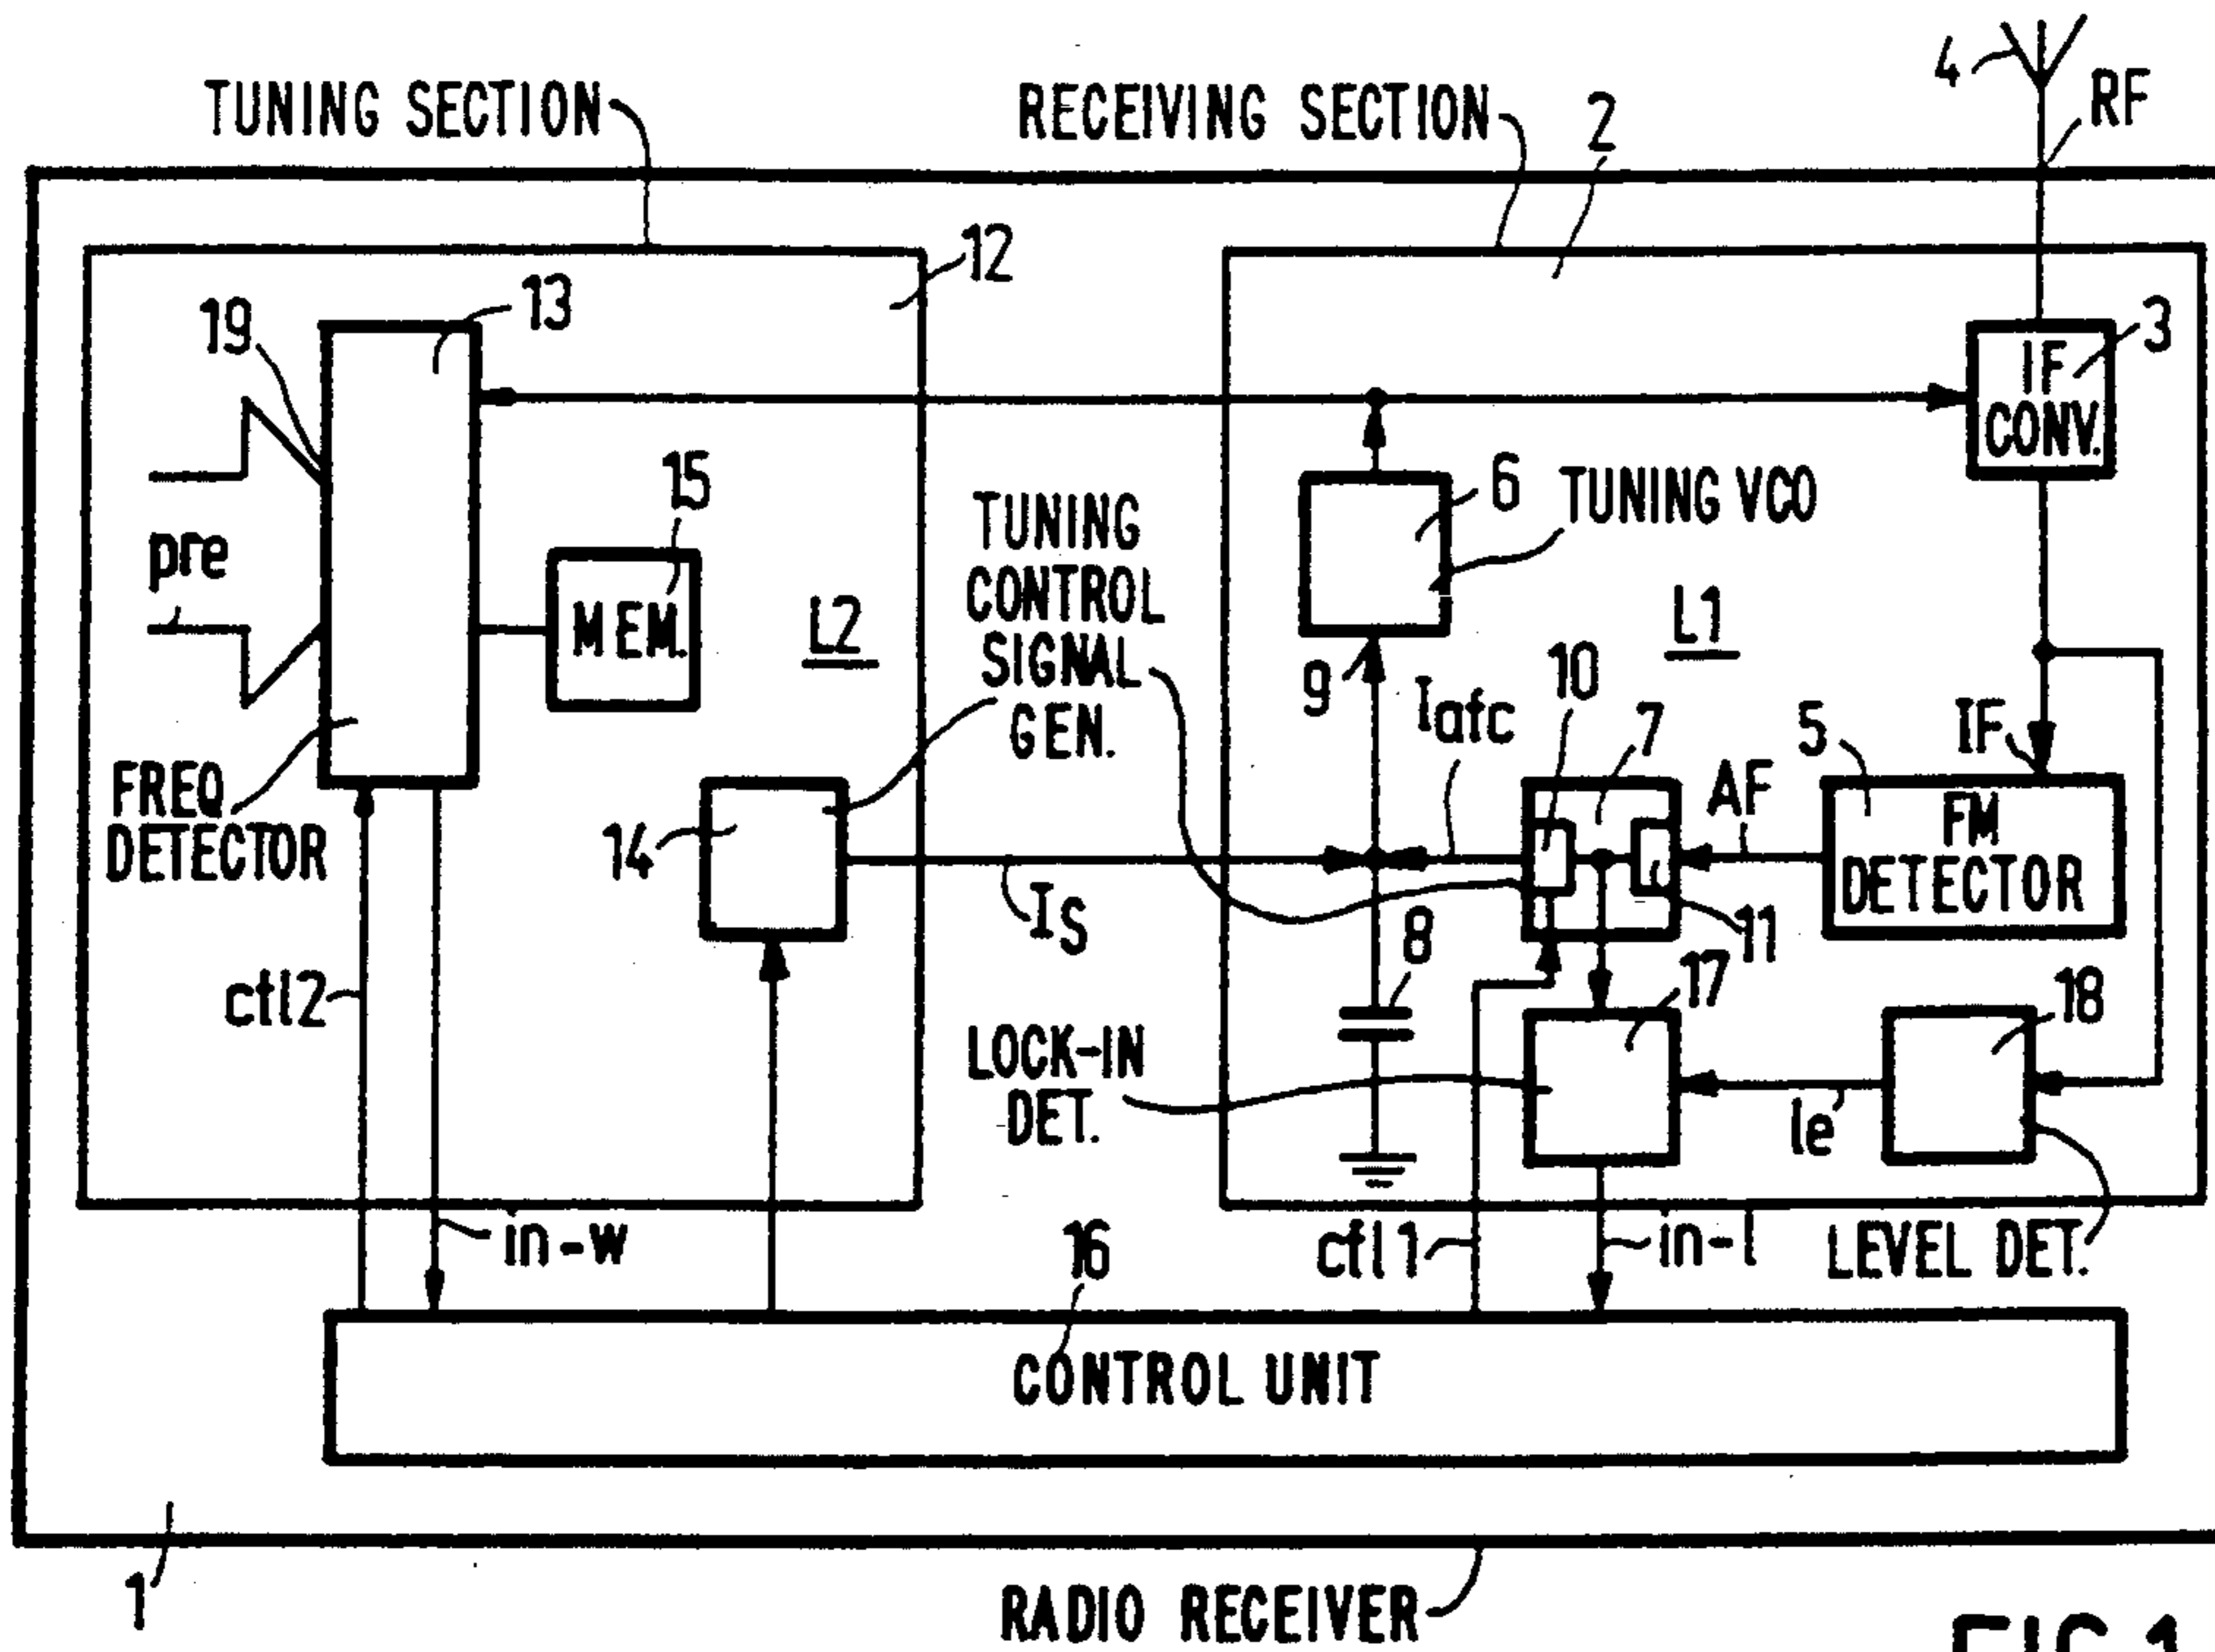 4
RF
TUNING SECTION
RECEIVING SECTION
2
12
13
19
3
IF
CONV.
15
6
TUNING VCO
TUNING
CONTROL
SIGNAL
GEN.
pre
MEM.
L2
L1
9
10
Iafc
7
5
IF
AF
FREQ
DETECTOR
14
FM
DETECTOR
IS
8
11
17
18
ctl2
LOCK-IN
DET.
le
in-w
16
ctl1
in-l
LEVEL DET.
CONTROL UNIT
1
RADIO RECEIVER
FIG.1